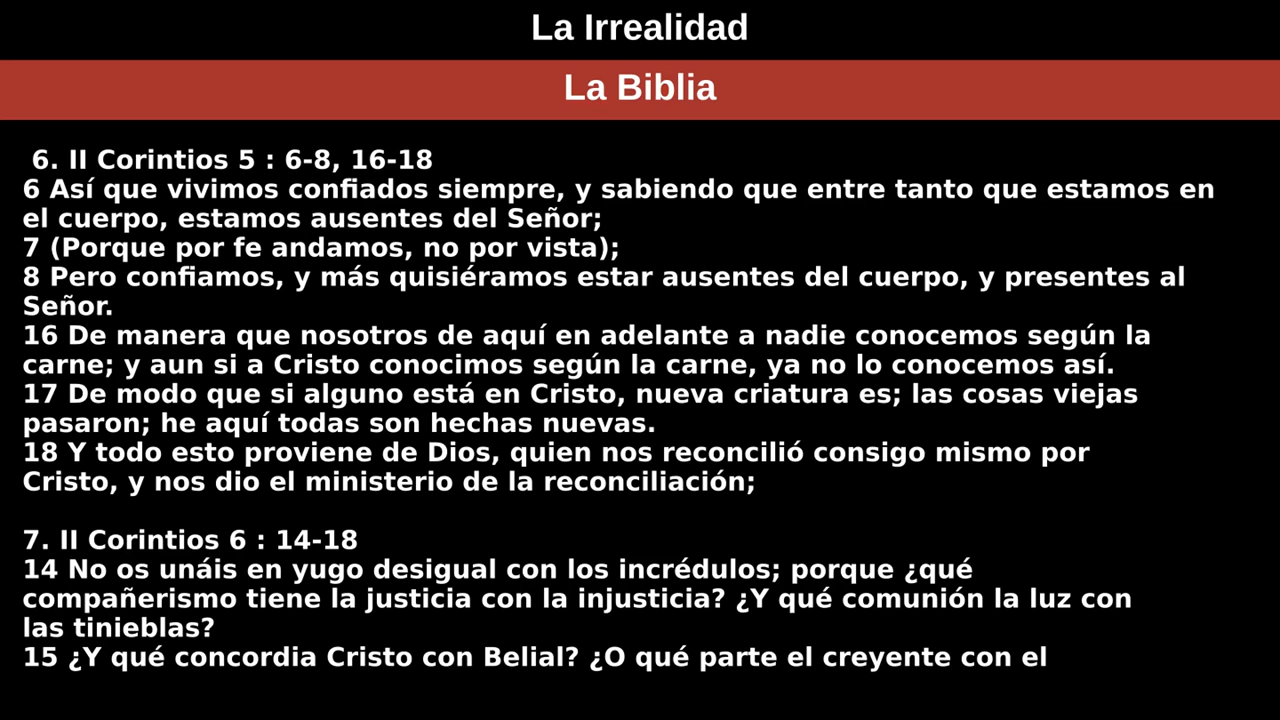 La Irrealidad
La Biblia
6. II Corintios 5 : 6-8, 16-18
6 Así que vivimos confiados siempre, y sabiendo que entre tanto que estamos en
el cuerpo, estamos ausentes del Señor;
7 (Porque por fe andamos, no por vista);
8 Pero confiamos, y más quisiéramos estar ausentes del cuerpo, y presentes al
Señor.
16 De manera que nosotros de aquí en adelante a nadie conocemos según la
carne; y aun si a Cristo conocimos según la carne, ya no lo conocemos así.
17 De modo que si alguno está en Cristo, nueva criatura es; las cosas viejas
pasaron; he aquí todas son hechas nuevas.
18 Y todo esto proviene de Dios, quien nos reconcilió consigo mismo por
Cristo, y nos dio el ministerio de la reconciliación;
7. II Corintios 6 : 14-18
14 No os unáis en yugo desigual con los incrédulos; porque ¿qué
compañerismo tiene la justicia con la injusticia? ¿Y qué comunión la luz con
las tinieblas?
15 ¿Y qué concordia Cristo con Belial? ¿O qué parte el creyente con el